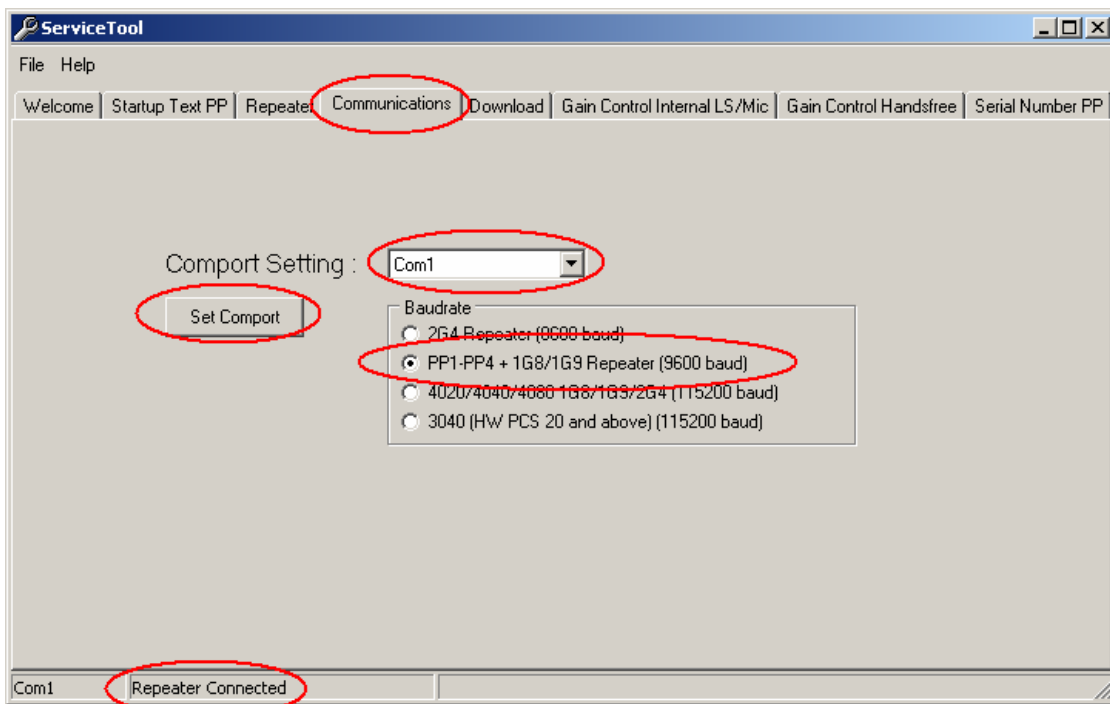 ServiceTool
File Help
Welcome Startup Text PP Repeater Communications Download Gain Control Internal LS/Mic Gain Control Handsfree Serial Number PP
Comport Setting : Com1
Set Comport
Baudrate
2G4 Repeater (9600 baud)
PP1-PP4 + 1G8/1G9 Repeater (9600 baud)
4020/4040/4080 1G8/1G9/2G4 (115200 baud)
3040 (HW PCS 20 and above) (115200 baud)
Com1 Repeater Connected